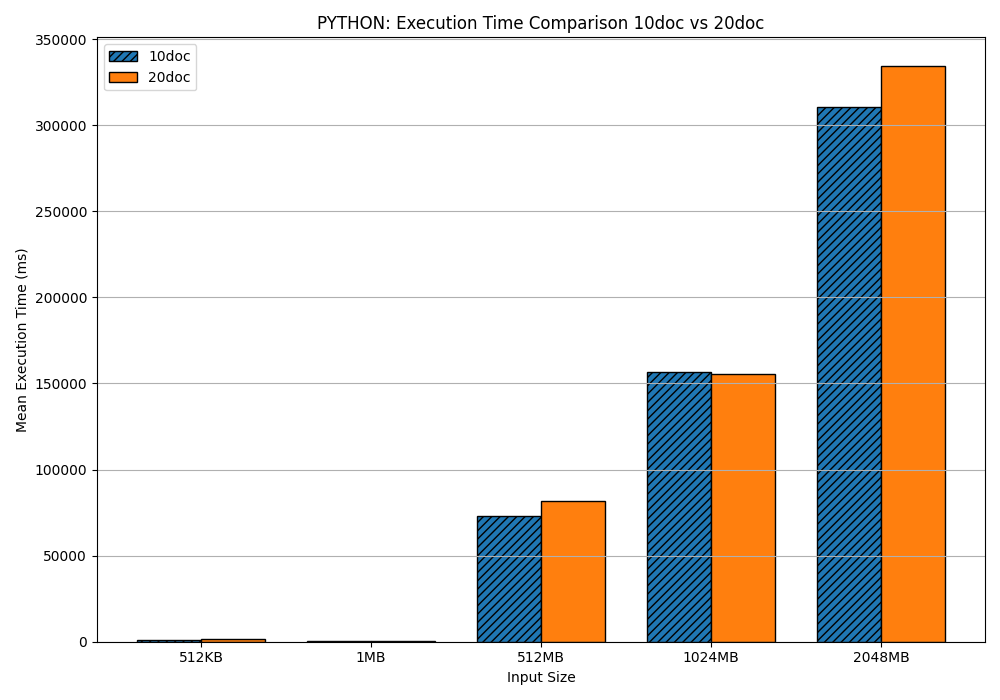 PYTHON: Execution Time Comparison 10doc vs 20doc
10doc
20doc
Mean Execution Time (ms)
350000
300000
250000
200000
150000
100000
50000
0
512KB
1MB
512MB
1024MB
2048MB
Input Size